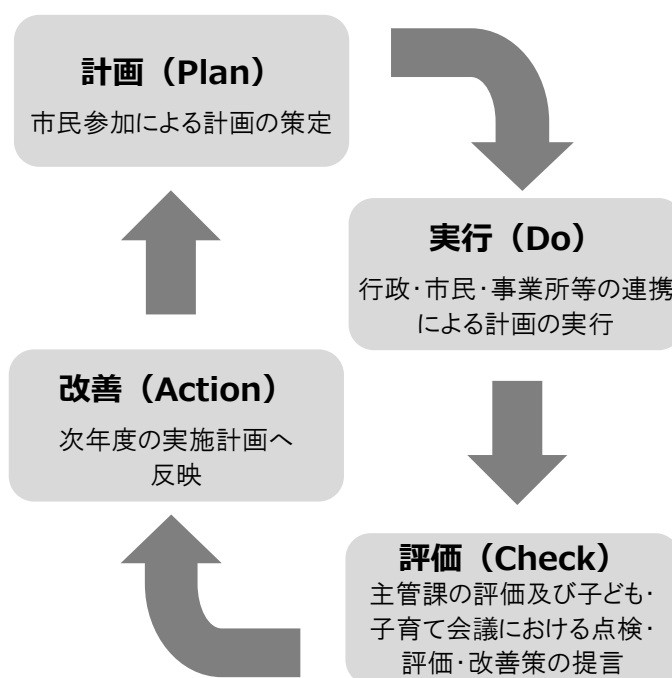 計画（Plan）
市民参加による計画の策定
実行（Do）
行政･市民･事業所等の連携
による計画の実行
評価（Check）
主管課の評価及び子ども･
子育て会議における点検･
評価･改善策の提言
改善（Action）
次年度の実施計画へ
反映